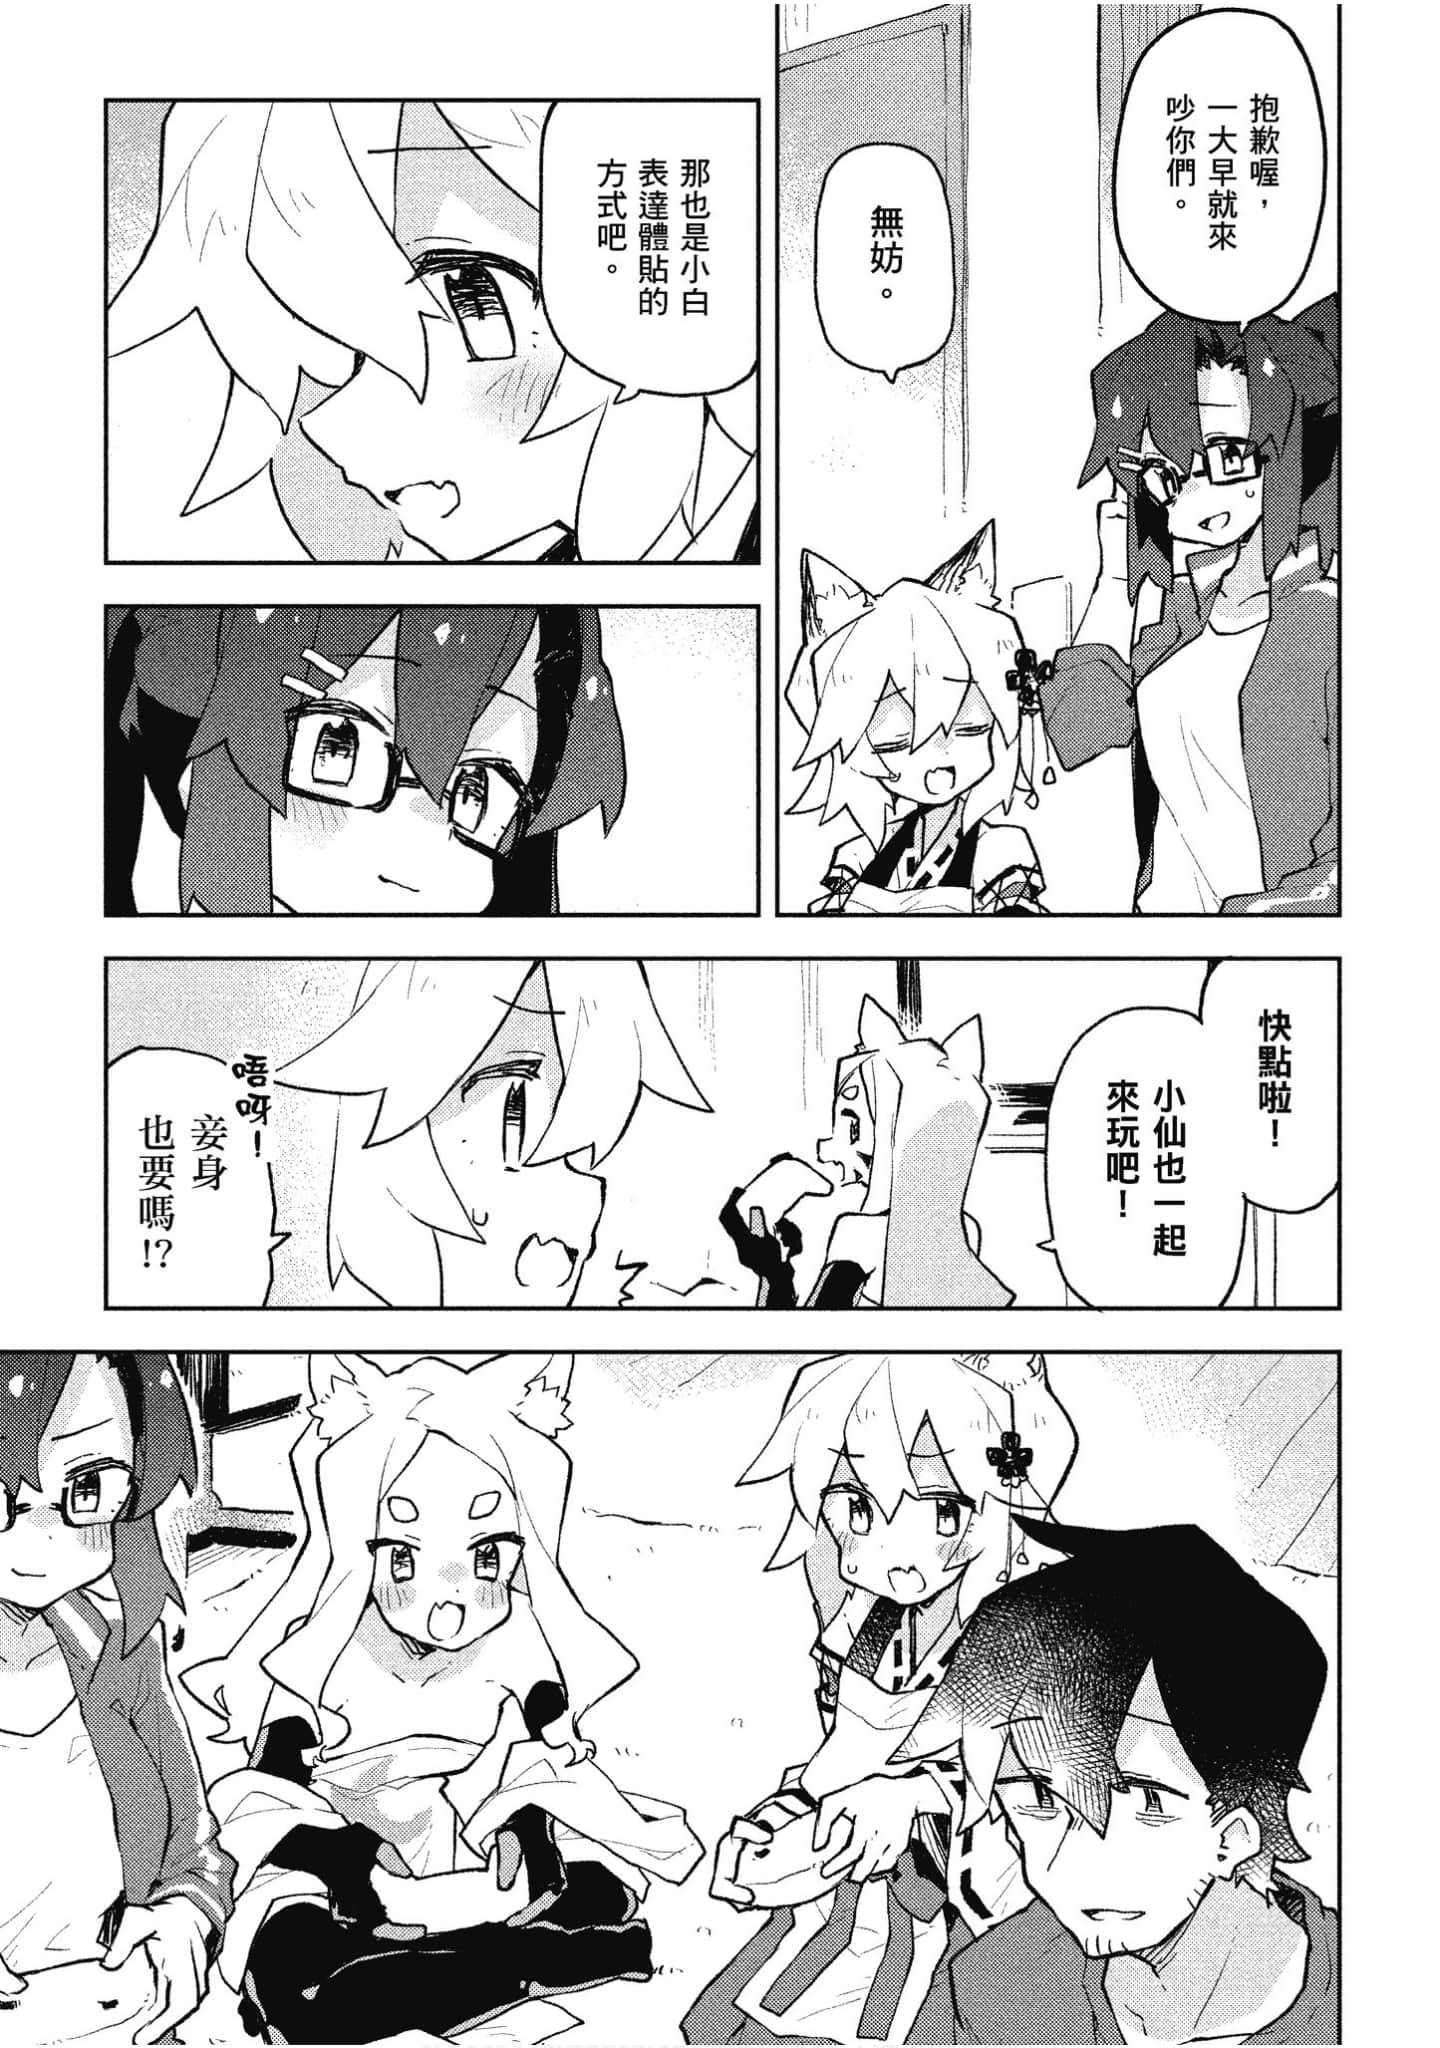 抱歉喔，
一大早就來
吵你們。
無妨。
那也是小白
表達體貼的
方式吧。
快點啦！
小仙也一起
來玩吧！
唔呀！
妾身
也要嗎!?